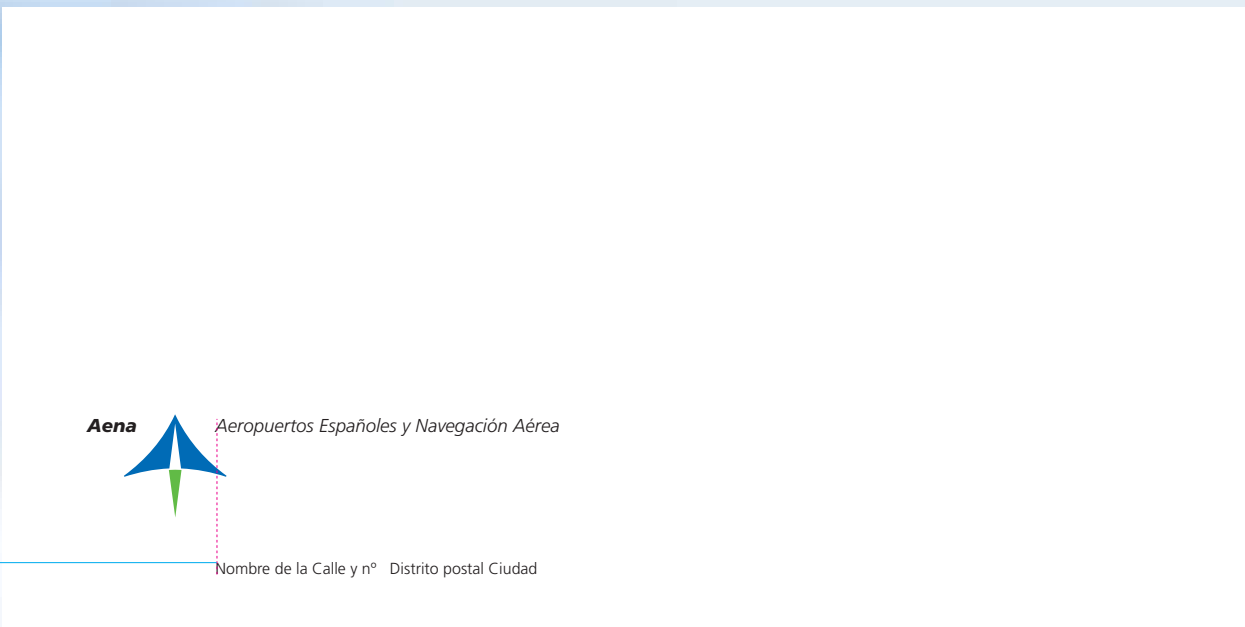 Aena Aeropuertos Españoles y Navegación Aérea
Nombre de la Calle y nº Distrito postal Ciudad